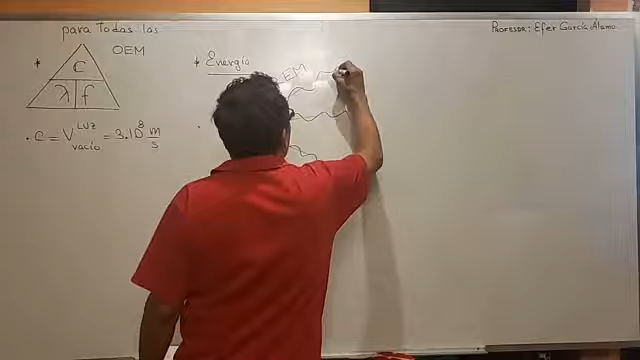 para Todas las
OEM
PROFESOR: Efer García Álamo
* Energía
EM
* C
λ f
. C = V LUZ vacío = 3.10⁸ m/s